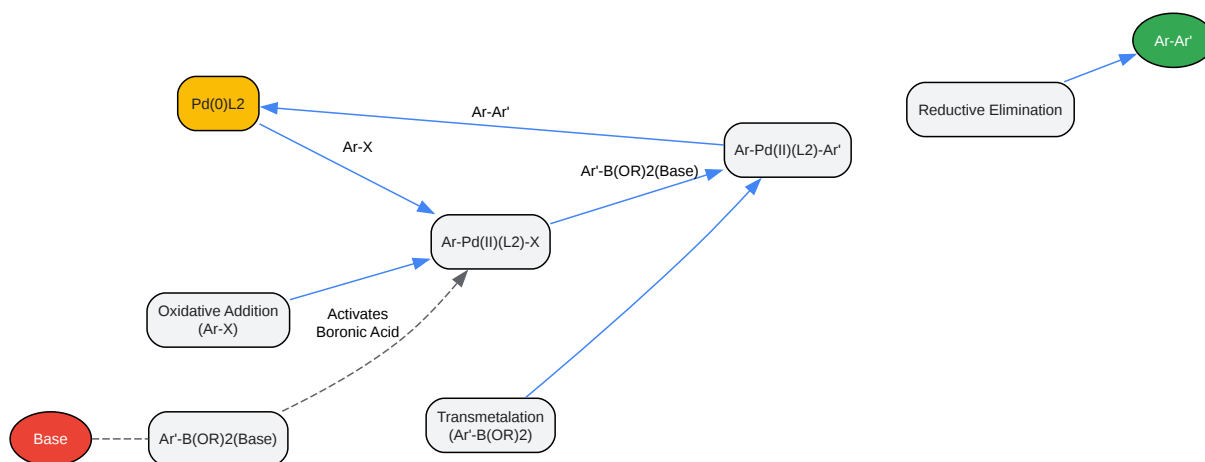 Ar-Ar'
Pd(0)L2
Ar-Ar'
Reductive Elimination
Ar-X
Ar-Pd(II)(L2)-Ar'
Ar'-B(OR)2(Base)
Ar-Pd(II)(L2)-X
Oxidative Addition
(Ar-X)
Activates
Boronic Acid
Transmetalation
(Ar'-B(OR)2)
Base
Ar'-B(OR)2(Base)